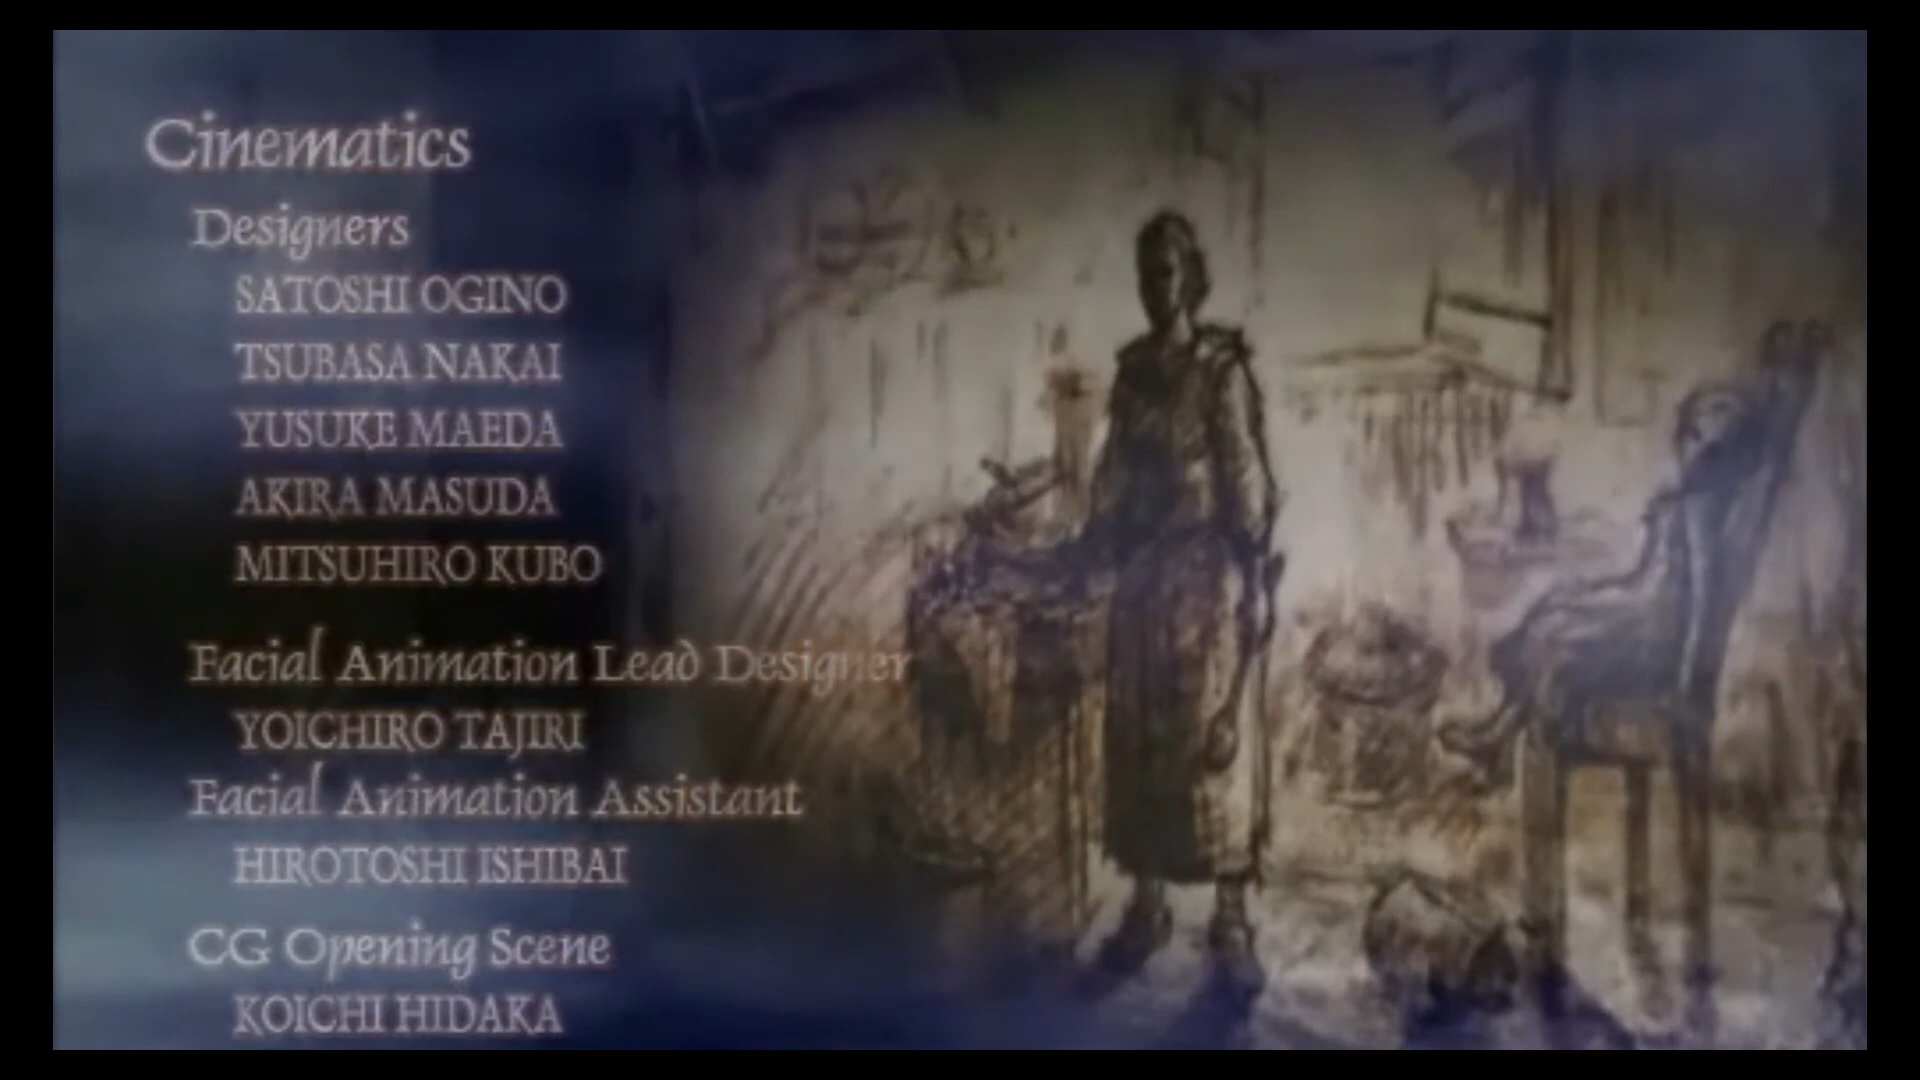 Cinematics
Designers
SATOSHI OGINO
TSUBASA NAKAI
YUSUKE MAEDA
AKIRA MASUDA
MITSUHIRO KUBO
Facial Animation Lead Designer
YOICHIRO TAJIRI
Facial Animation Assistant
HIROTOSHI ISHIBAI
CG Opening Scene
KOICHI HIDAKA